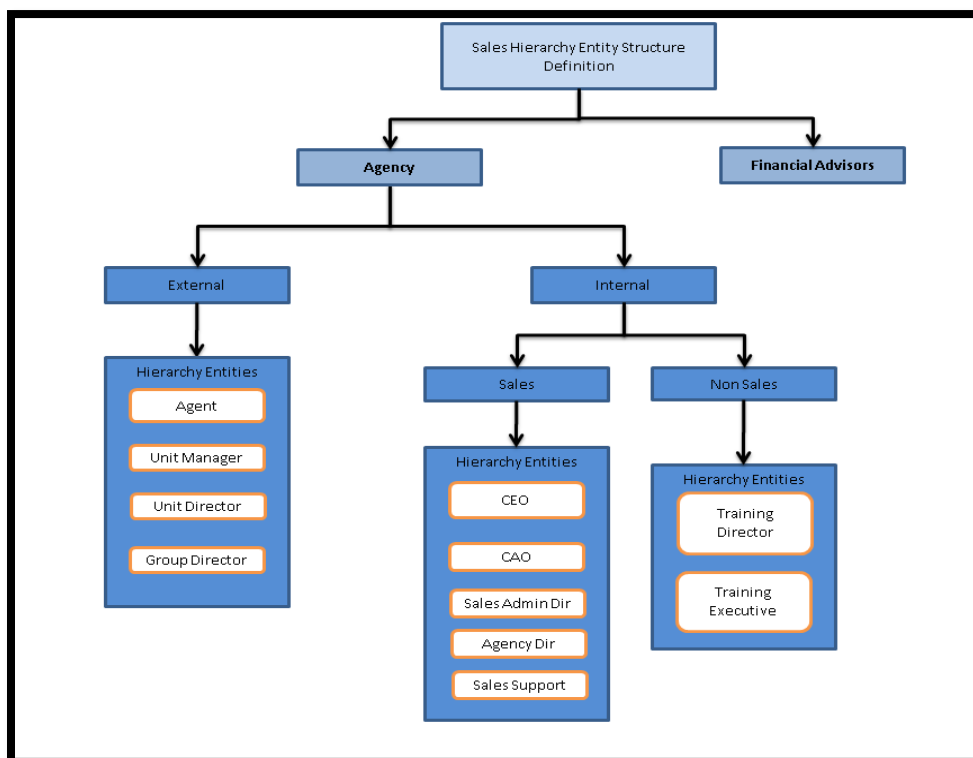 Sales Hierarchy Entity Structure
Definition
Agency
Financial Advisors
External
Internal
Hierarchy Entities
Agent
Unit Manager
Unit Director
Group Director
Sales
Non Sales
Hierarchy Entities
CEO
CAO
Sales Admin Dir
Agency Dir
Sales Support
Hierarchy Entities
Training
Director
Training
Executive